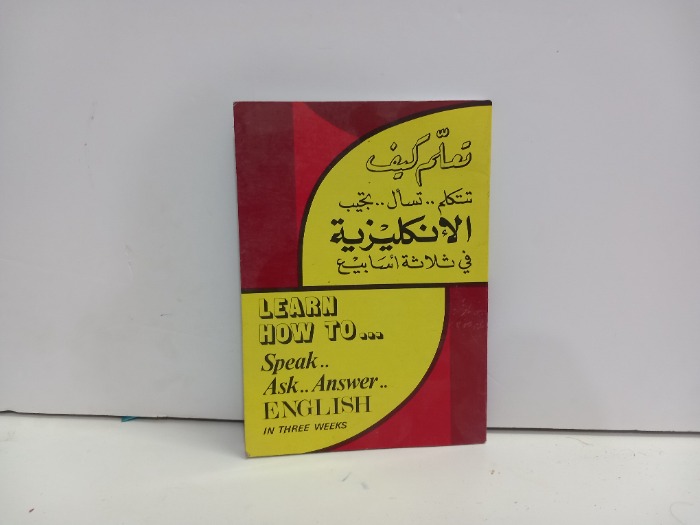 تعلّم كيف
تتكلم .. تسأل .. تجيب
الإنكليزية
في ثلاثة أسابيع
LEARN
HOW TO...
Speak..
Ask.. Answer..
ENGLISH
IN THREE WEEKS